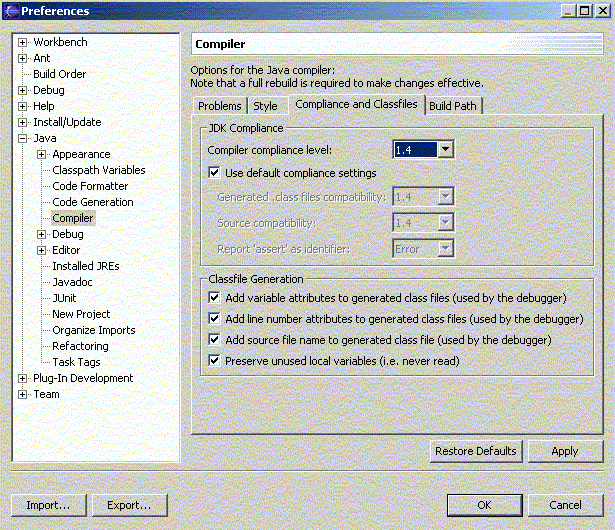 Preferences
Workbench
Ant
Build Order
Debug
Help
Install/Update
Java
Appearance
Classpath Variables
Code Formatter
Code Generation
Compiler
Debug
Editor
Installed JREs
Javadoc
JUnit
New Project
Organize Imports
Refactoring
Task Tags
Plug-In Development
Team
Compiler
Options for the Java compiler:
Note that a full rebuild is required to make changes effective.
Problems Style Compliance and Classfiles Build Path
JDK Compliance
Compiler compliance level: 1.4
Use default compliance settings
Generated .class files compatibility: 1.4
Source compatibility: 1.4
Report 'assert' as identifier: Error
Classfile Generation
Add variable attributes to generated class files (used by the debugger)
Add line number attributes to generated class files (used by the debugger)
Add source file name to generated class file (used by the debugger)
Preserve unused local variables (i.e. never read)
Restore Defaults Apply
Import... Export... OK Cancel